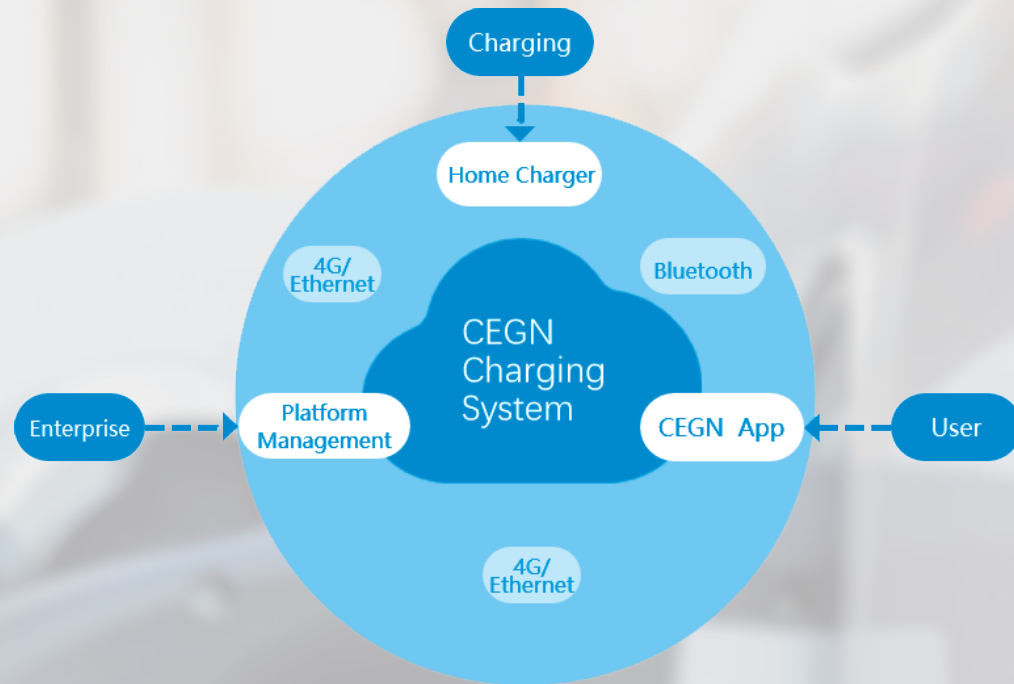 Charging
Home Charger
4G/
Ethernet
Bluetooth
CEGN
Charging
System
Enterprise
Platform
Management
CEGN App
User
4G/
Ethernet